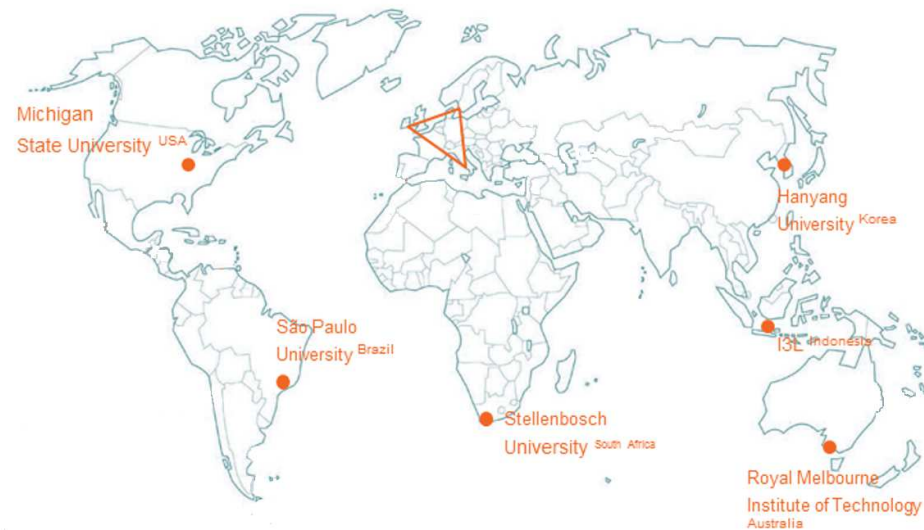 Michigan
State University USA
Hanyang
University Korea
São Paulo
University Brazil
I3L Indonesia
Stellenbosch
University South Africa
Royal Melbourne
Institute of Technology
Australia